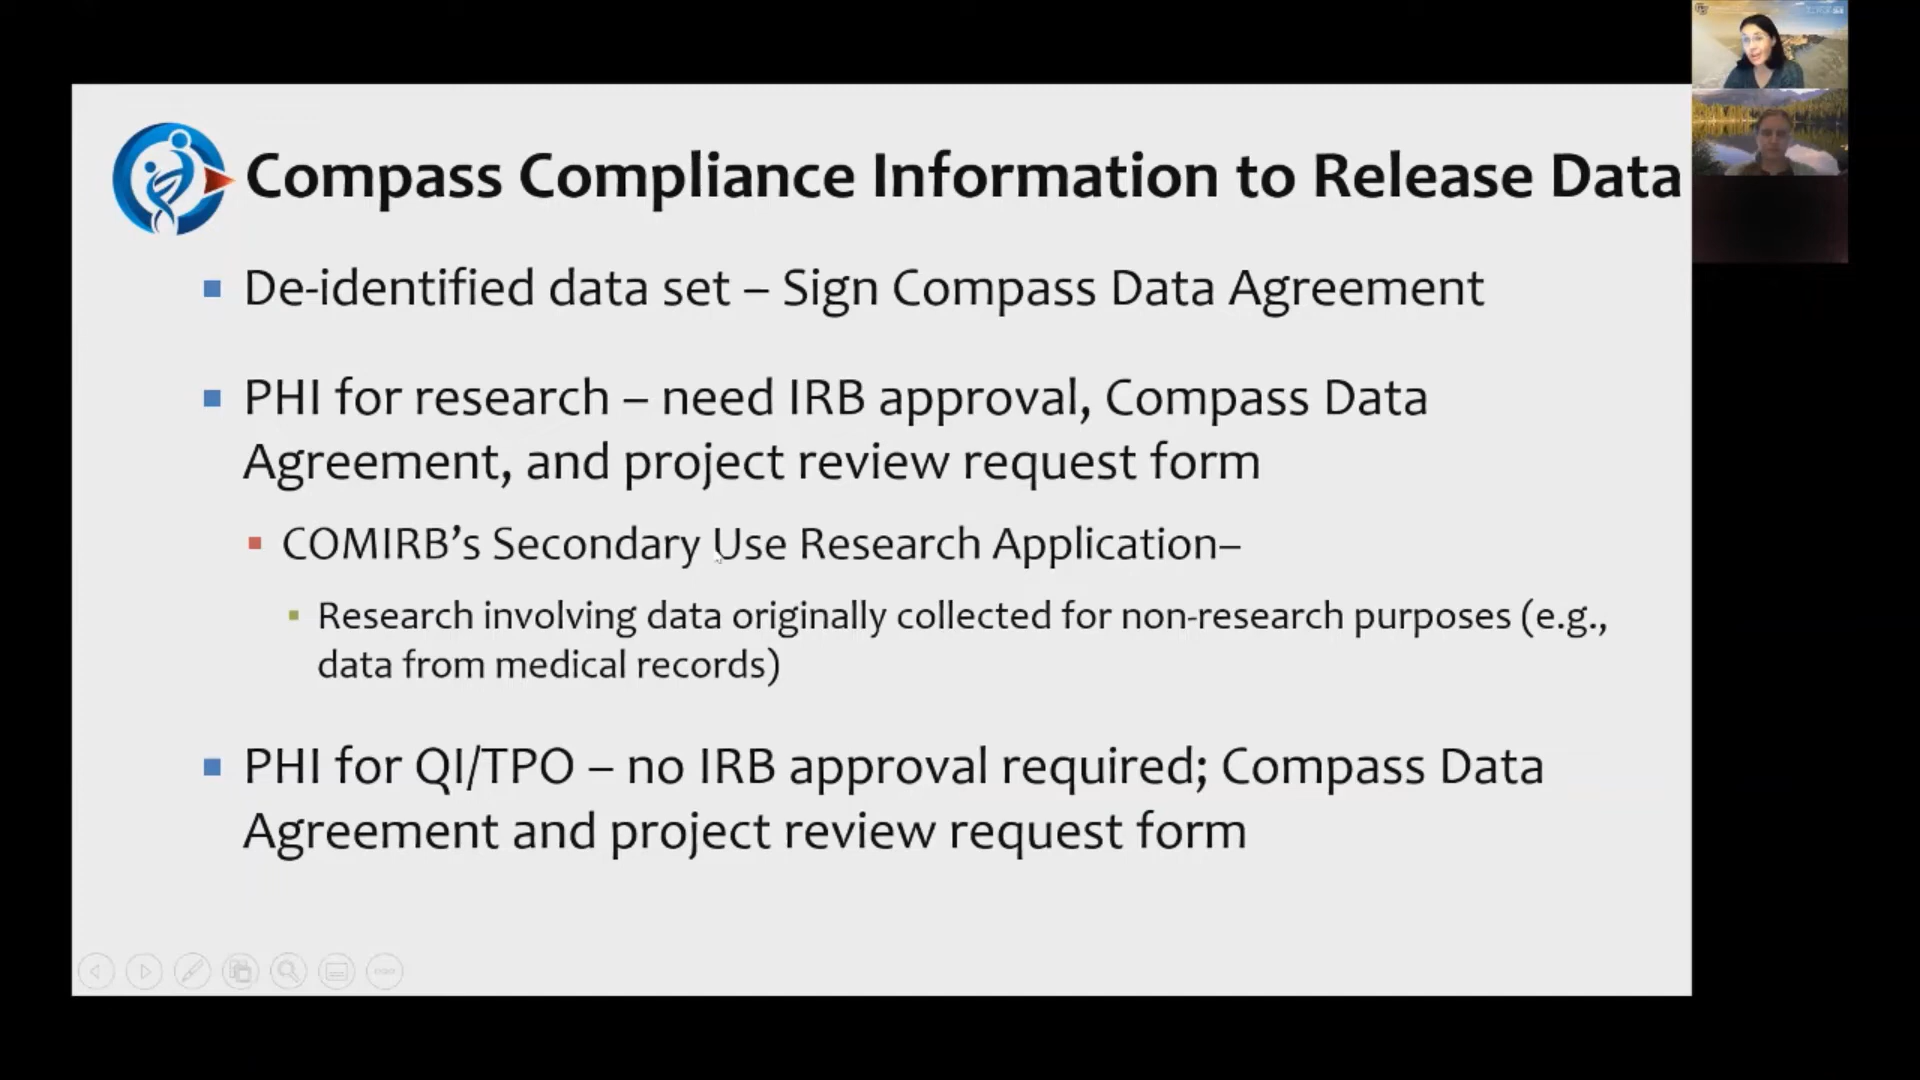 Compass Compliance Information to Release Data
De-identified data set – Sign Compass Data Agreement
PHI for research – need IRB approval, Compass Data
Agreement, and project review request form
COMIRB’s Secondary Use Research Application–
Research involving data originally collected for non-research purposes (e.g.,
data from medical records)
PHI for QI/TPO – no IRB approval required; Compass Data
Agreement and project review request form